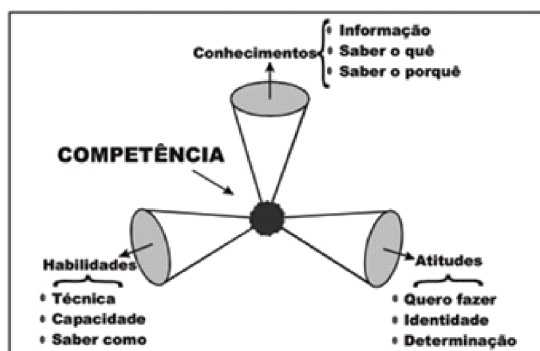 Conhecimentos
Informação
Saber o quê
Saber o porquê
COMPETÊNCIA
Habilidades
Técnica
Capacidade
Saber como
Atitudes
Quero fazer
Identidade
Determinação